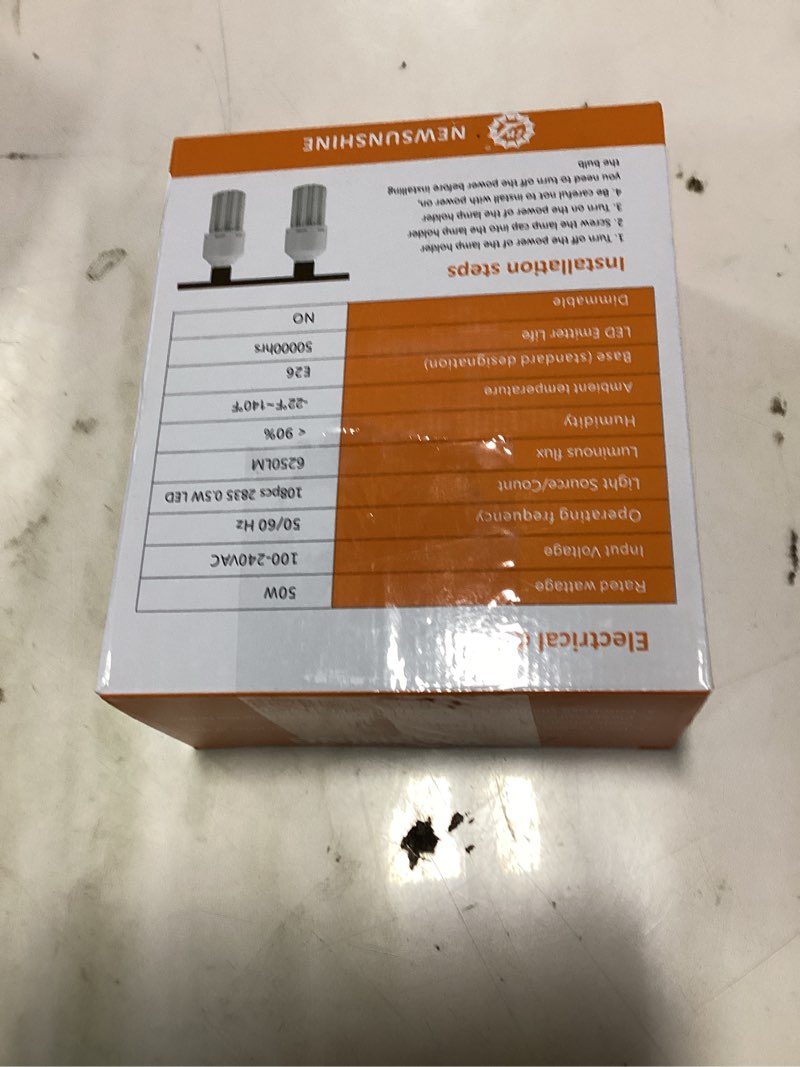 Electrical
Rated wattage 50W
Input Voltage 100-240VAC
Operating frequency 50/60 Hz
Light Source/Count 108pcs 2835 0.5W LED
Luminous flux 6250LM
Humidity < 90%
Ambient temperature -22°F~140°F
Base (standard designation) E26
LED Emitter Life 50000hrs
Dimmable NO
Installation steps
1. Turn off the power of the lamp holder
2. Screw the lamp cap into the lamp holder
3. Turn on the power of the lamp holder
4. Be careful to not install with power on,
you need to turn off the power before installing
the bulb
NEWSUNSHINE